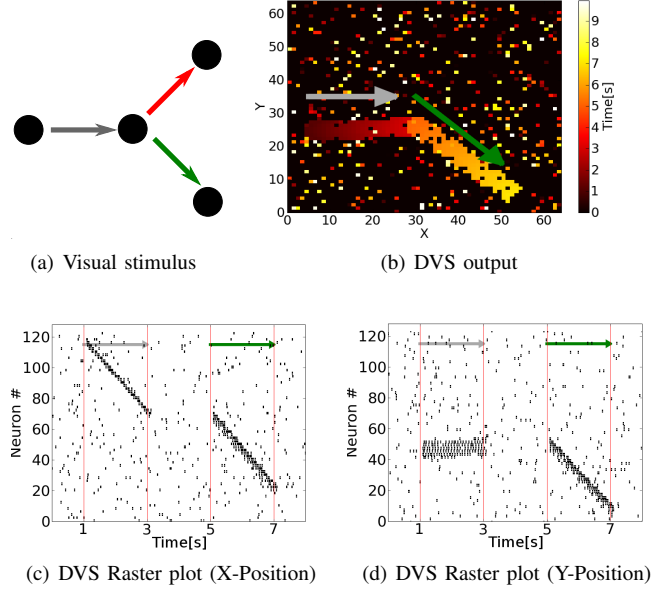 (a) Visual stimulus
60
50
40
30
20
10
0
Y
0 10 20 30 40 50 60
X
9
8
7
6
5
4
3
2
1
0
Time[s]
(b) DVS output
120
100
80
60
40
20
0
Neuron #
1 3 5 7
Time[s]
(c) DVS Raster plot (X-Position)
120
100
80
60
40
20
0
Neuron #
1 3 5 7
Time[s]
(d) DVS Raster plot (Y-Position)